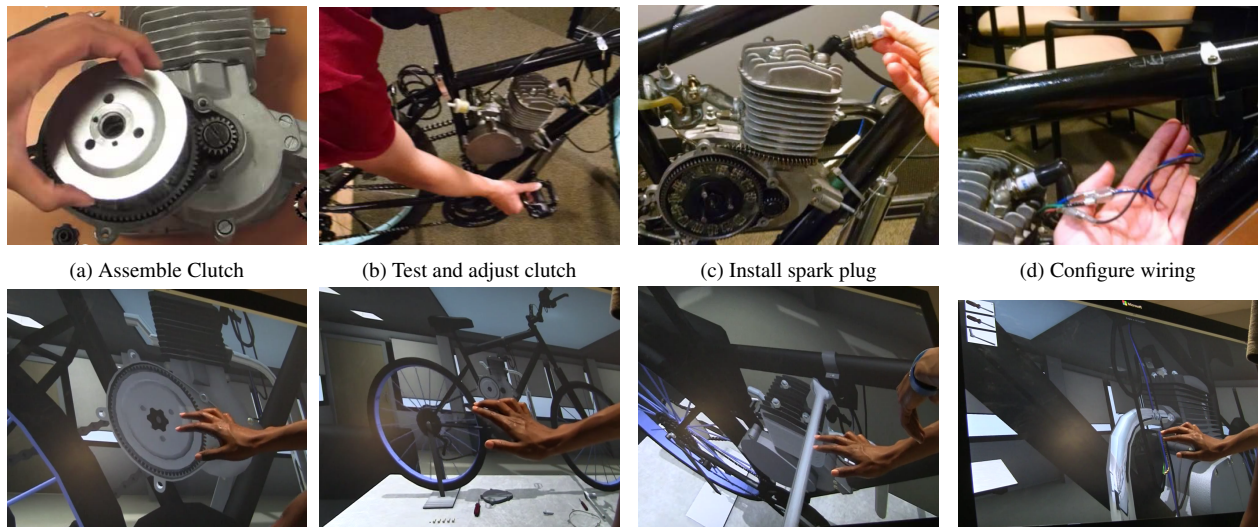 (a) Assemble Clutch
(b) Test and adjust clutch
(c) Install spark plug
(d) Configure wiring